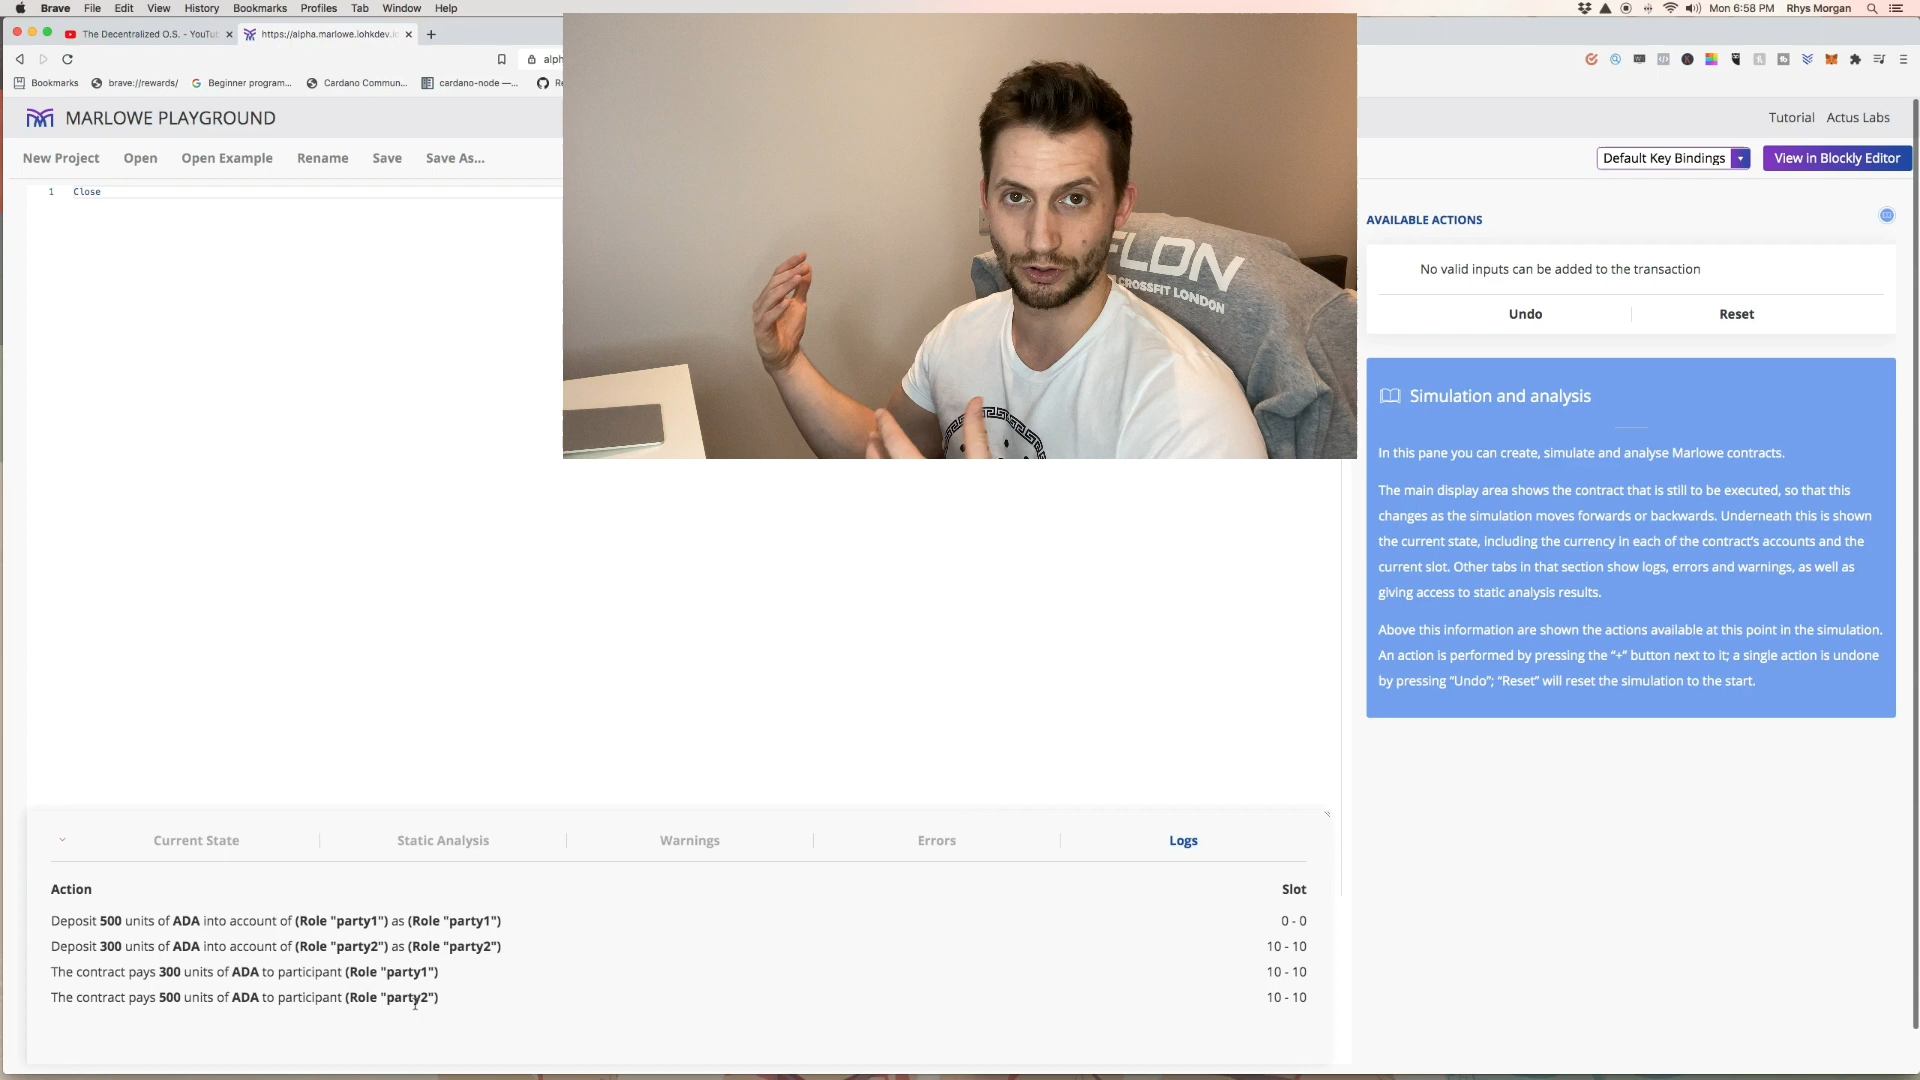 Brave File Edit View History Bookmarks Profiles Tab Window Help Mon 6:58 PM Rhys Morgan
The Decentralized O.S. - YouTu https://alpha.marlowe.iohkdev.i
alph
Bookmarks brave://rewards/ Beginner program... Cardano Commun... cardano-node —... Re
MARLOWE PLAYGROUND Tutorial Actus Labs
New Project Open Open Example Rename Save Save As... Default Key Bindings View in Blockly Editor
1 Close
FLDN
CROSSFIT LONDON
AVAILABLE ACTIONS
No valid inputs can be added to the transaction
Undo Reset
Simulation and analysis
In this pane you can create, simulate and analyse Marlowe contracts.
The main display area shows the contract that is still to be executed, so that this
changes as the simulation moves forwards or backwards. Underneath this is shown
the current state, including the currency in each of the contract's accounts and the
current slot. Other tabs in that section show logs, errors and warnings, as well as
giving access to static analysis results.
Above this information are shown the actions available at this point in the simulation.
An action is performed by pressing the “+” button next to it; a single action is undone
by pressing “Undo”; “Reset” will reset the simulation to the start.
Current State Static Analysis Warnings Errors Logs
Action Slot
Deposit 500 units of ADA into account of (Role "party1") as (Role "party1") 0 - 0
Deposit 300 units of ADA into account of (Role "party2") as (Role "party2") 10 - 10
The contract pays 300 units of ADA to participant (Role "party1") 10 - 10
The contract pays 500 units of ADA to participant (Role "party2") 10 - 10